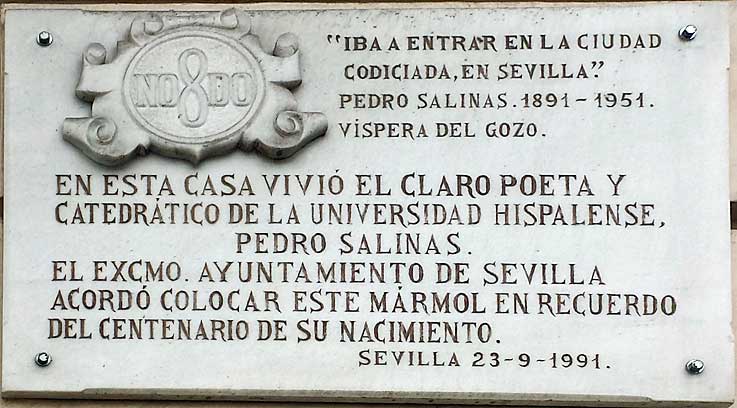 NO8DO
"IBA A ENTRAR EN LA CIUDAD
CODICIADA, EN SEVILLA".
PEDRO SALINAS. 1891-1951.
VÍSPERA DEL GOZO.
EN ESTA CASA VIVIÓ EL CLARO POETA Y
CATEDRÁTICO DE LA UNIVERSIDAD HISPALENSE,
PEDRO SALINAS.
EL EXCMO. AYUNTAMIENTO DE SEVILLA
ACORDÓ COLOCAR ESTE MÁRMOL EN RECUERDO
DEL CENTENARIO DE SU NACIMIENTO.
SEVILLA 23-9-1991.